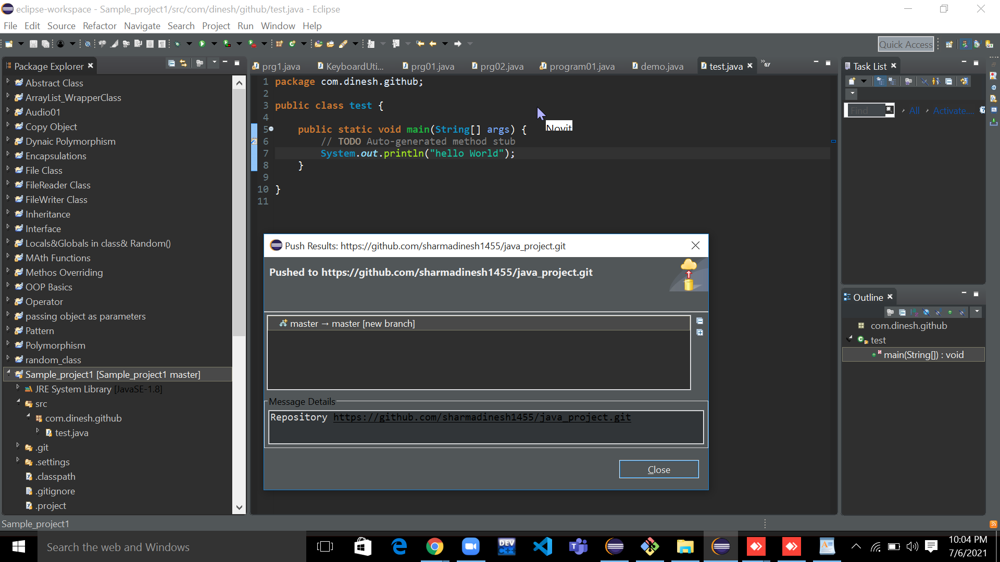 eclipse-workspace - Sample_project1/src/com/dinesh/github/test.java - Eclipse
File Edit Source Refactor Navigate Search Project Run Window Help
Quick Access
Package Explorer
Abstract Class
ArrayList_WrapperClass
Audio01
Copy Object
Dynaic Polymorphism
Encapsulations
File Class
FileReader Class
FileWriter Class
Inheritance
Interface
Locals&Globals in class& Random()
MAth Functions
Methos Overriding
OOP Basics
Operator
passing object as parameters
Pattern
Polymorphism
random_class
Sample_project1 [Sample_project1 master]
JRE System Library [JavaSE-1.8]
src
com.dinesh.github
test.java
.git
.settings
.classpath
.gitignore
.project
prg1.java KeyboardUti... prg01.java prg02.java program01.java demo.java test.java »67
1 package com.dinesh.github;
2
3 public class test {
4
5 public static void main(String[] args) {
6 // TODO Auto-generated method stub
7 System.out.println("hello World");
8 }
9
10 }
11
Novit
Push Results: https://github.com/sharmadinesh1455/java_project.git
Pushed to https://github.com/sharmadinesh1455/java_project.git
master → master [new branch]
Message Details
Repository https://github.com/sharmadinesh1455/java_project.git
Close
Task List
Find All Activate....
Outline
com.dinesh.github
test
main(String[]) : void
Sample_project1
Search the web and Windows
DEV C++
10:04 PM
7/6/2021